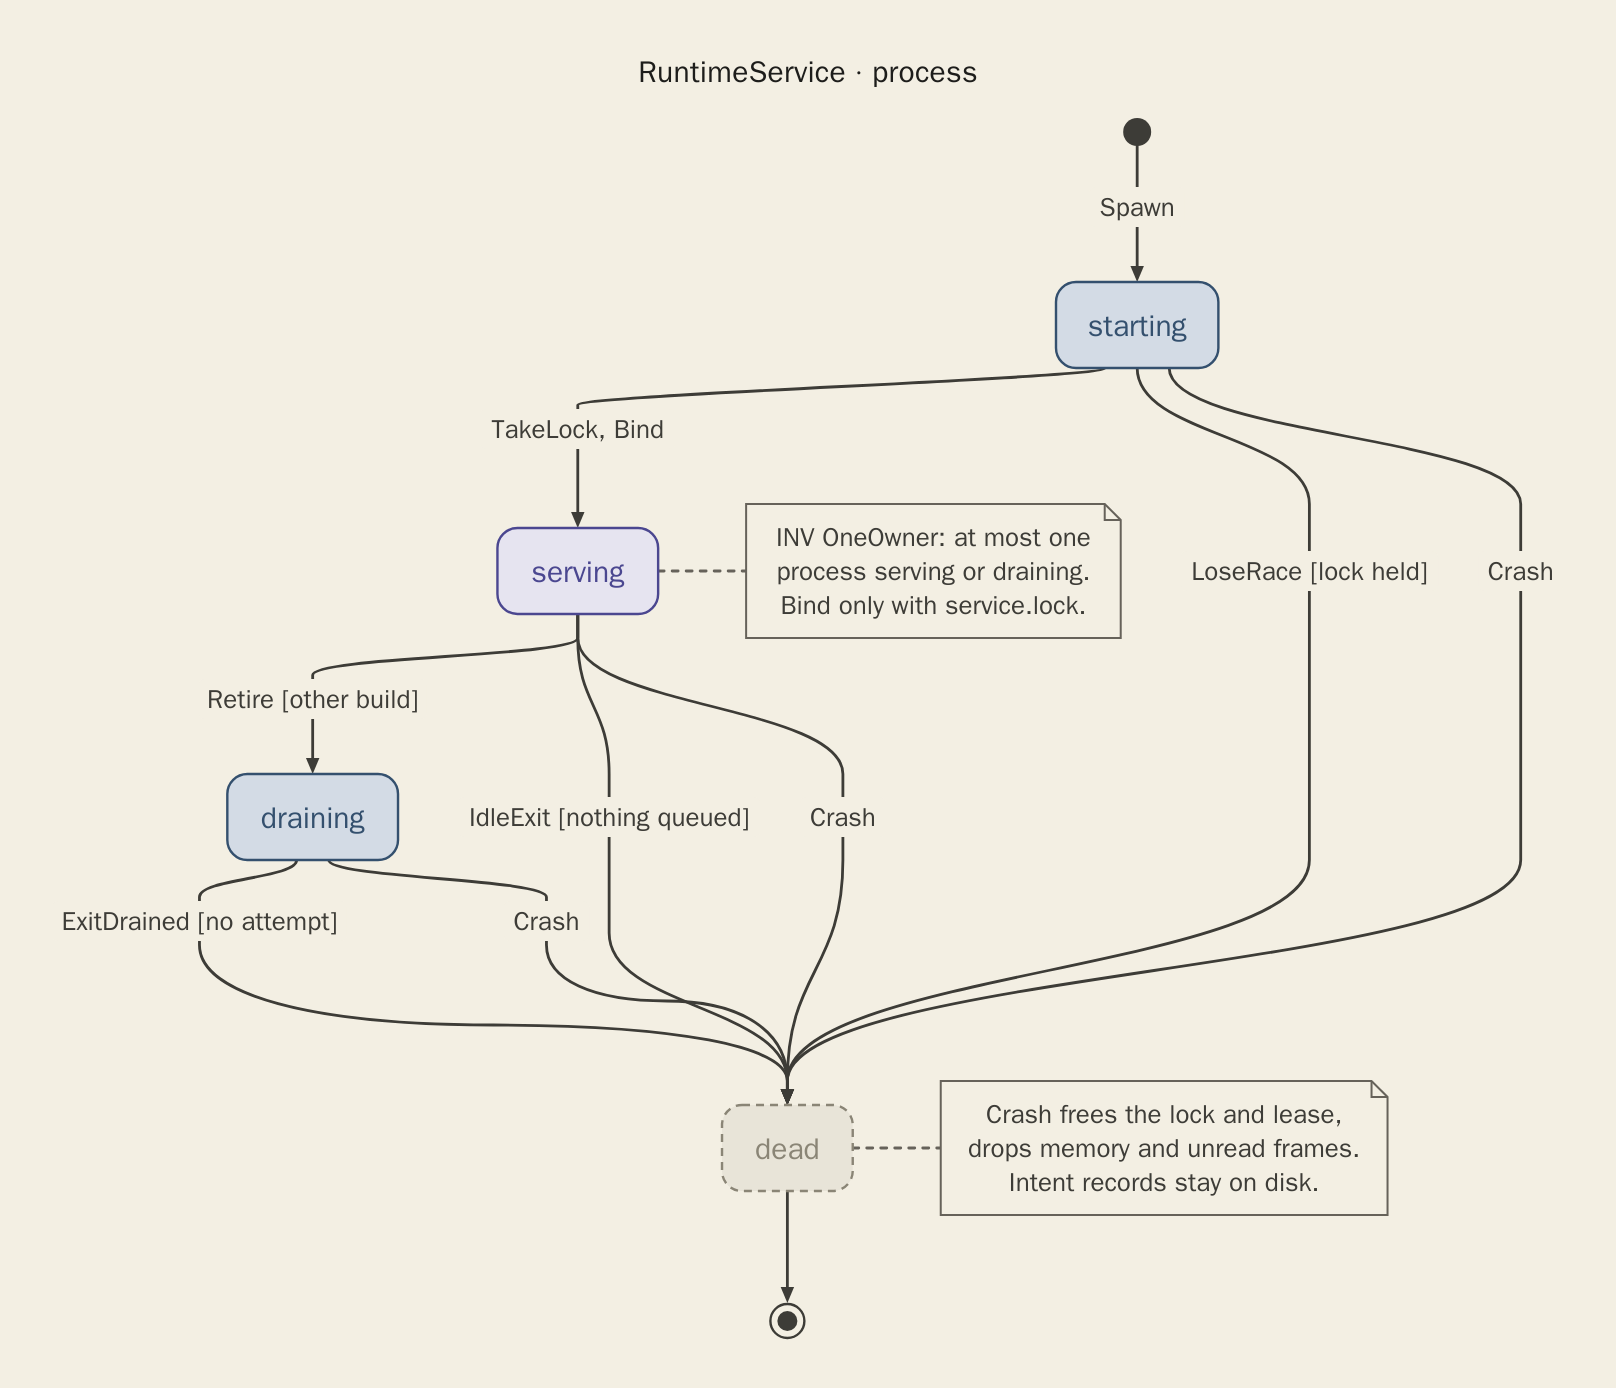 RuntimeService · process
Spawn
starting
TakeLock, Bind
serving
INV OneOwner: at most one
process serving or draining.
Bind only with service.lock.
LoseRace [lock held]
Crash
Retire [other build]
draining
IdleExit [nothing queued]
Crash
ExitDrained [no attempt]
Crash
dead
Crash frees the lock and lease,
drops memory and unread frames.
Intent records stay on disk.